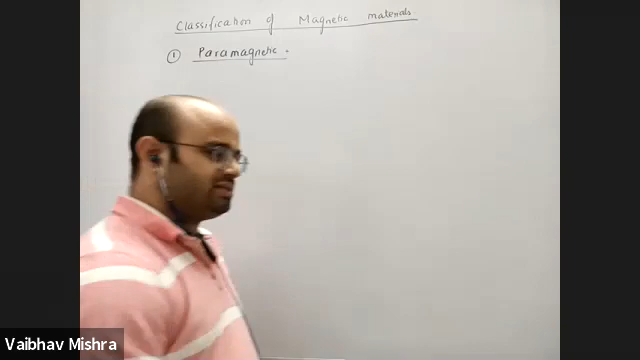 Classification of Magnetic materials
① Paramagnetic.
Vaibhav Mishra